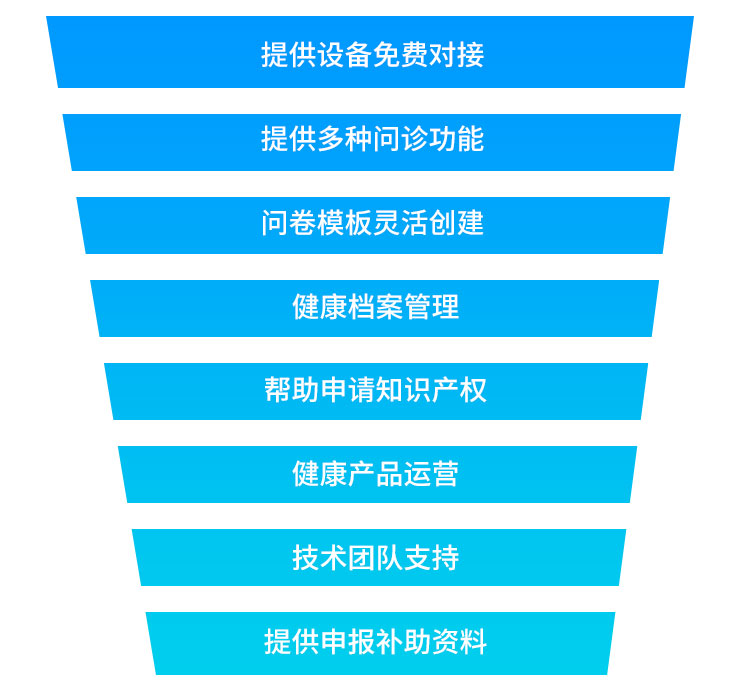 提供设备免费对接
提供多种问诊功能
问卷模板灵活创建
健康档案管理
帮助申请知识产权
健康产品运营
技术团队支持
提供申报补助资料